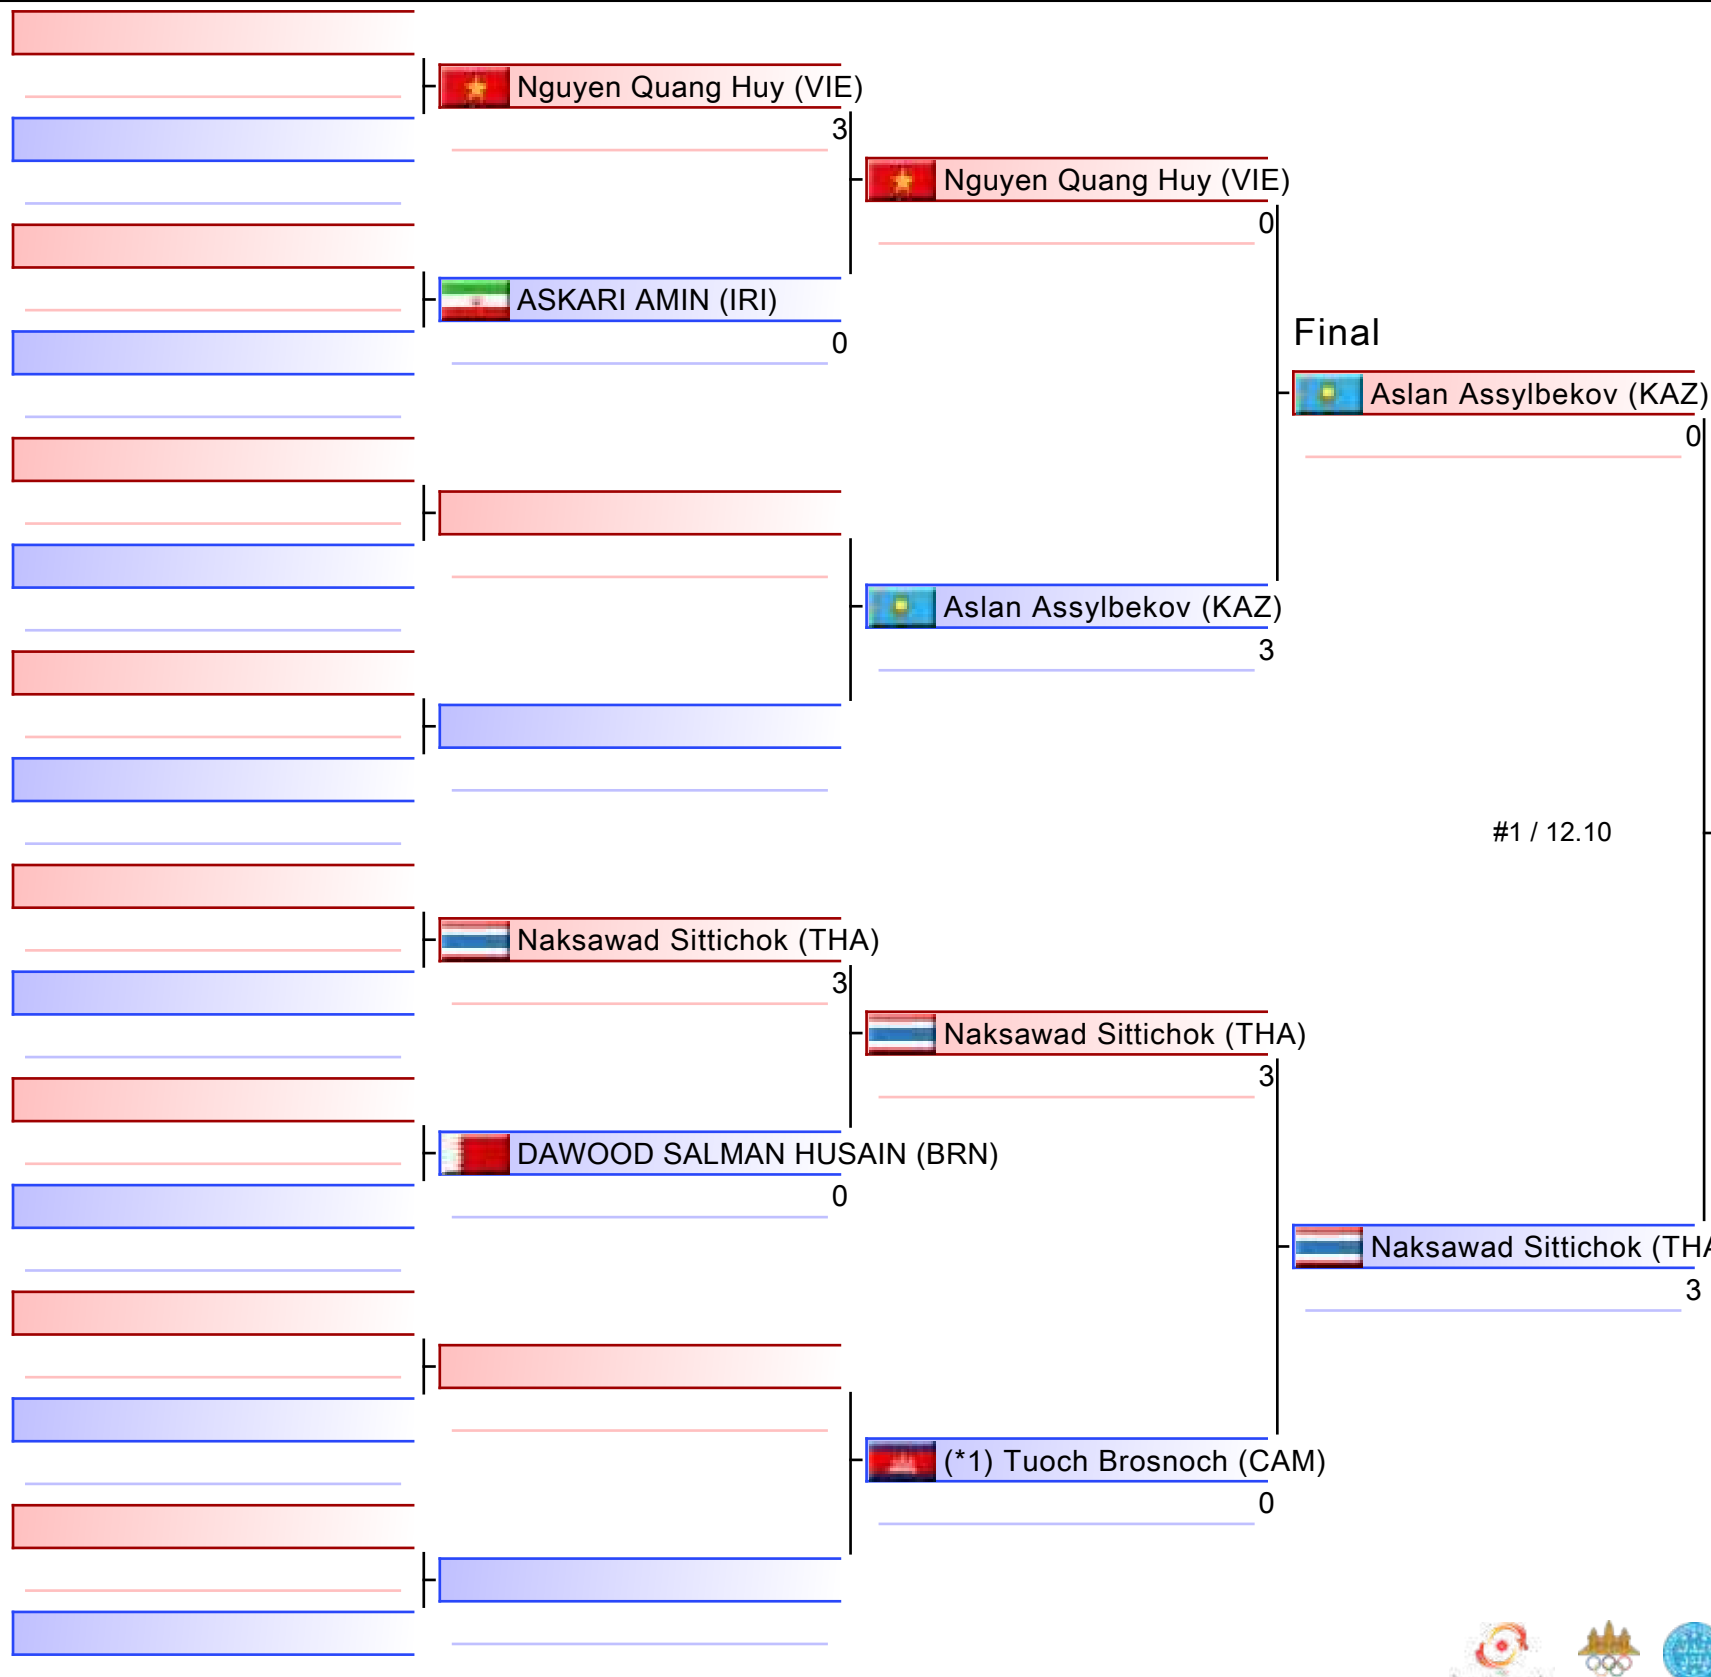 Nguyen Quang Huy (VIE)
3
Nguyen Quang Huy (VIE)
0
ASKARI AMIN (IRI)
0
Final
Aslan Assylbekov (KAZ)
0
Aslan Assylbekov (KAZ)
3
#1 / 12.10
Naksawad Sittichok (THA)
3
Naksawad Sittichok (THA)
3
DAWOOD SALMAN HUSAIN (BRN)
0
Naksawad Sittichok (THA
3
(*1) Tuoch Brosnoch (CAM)
0